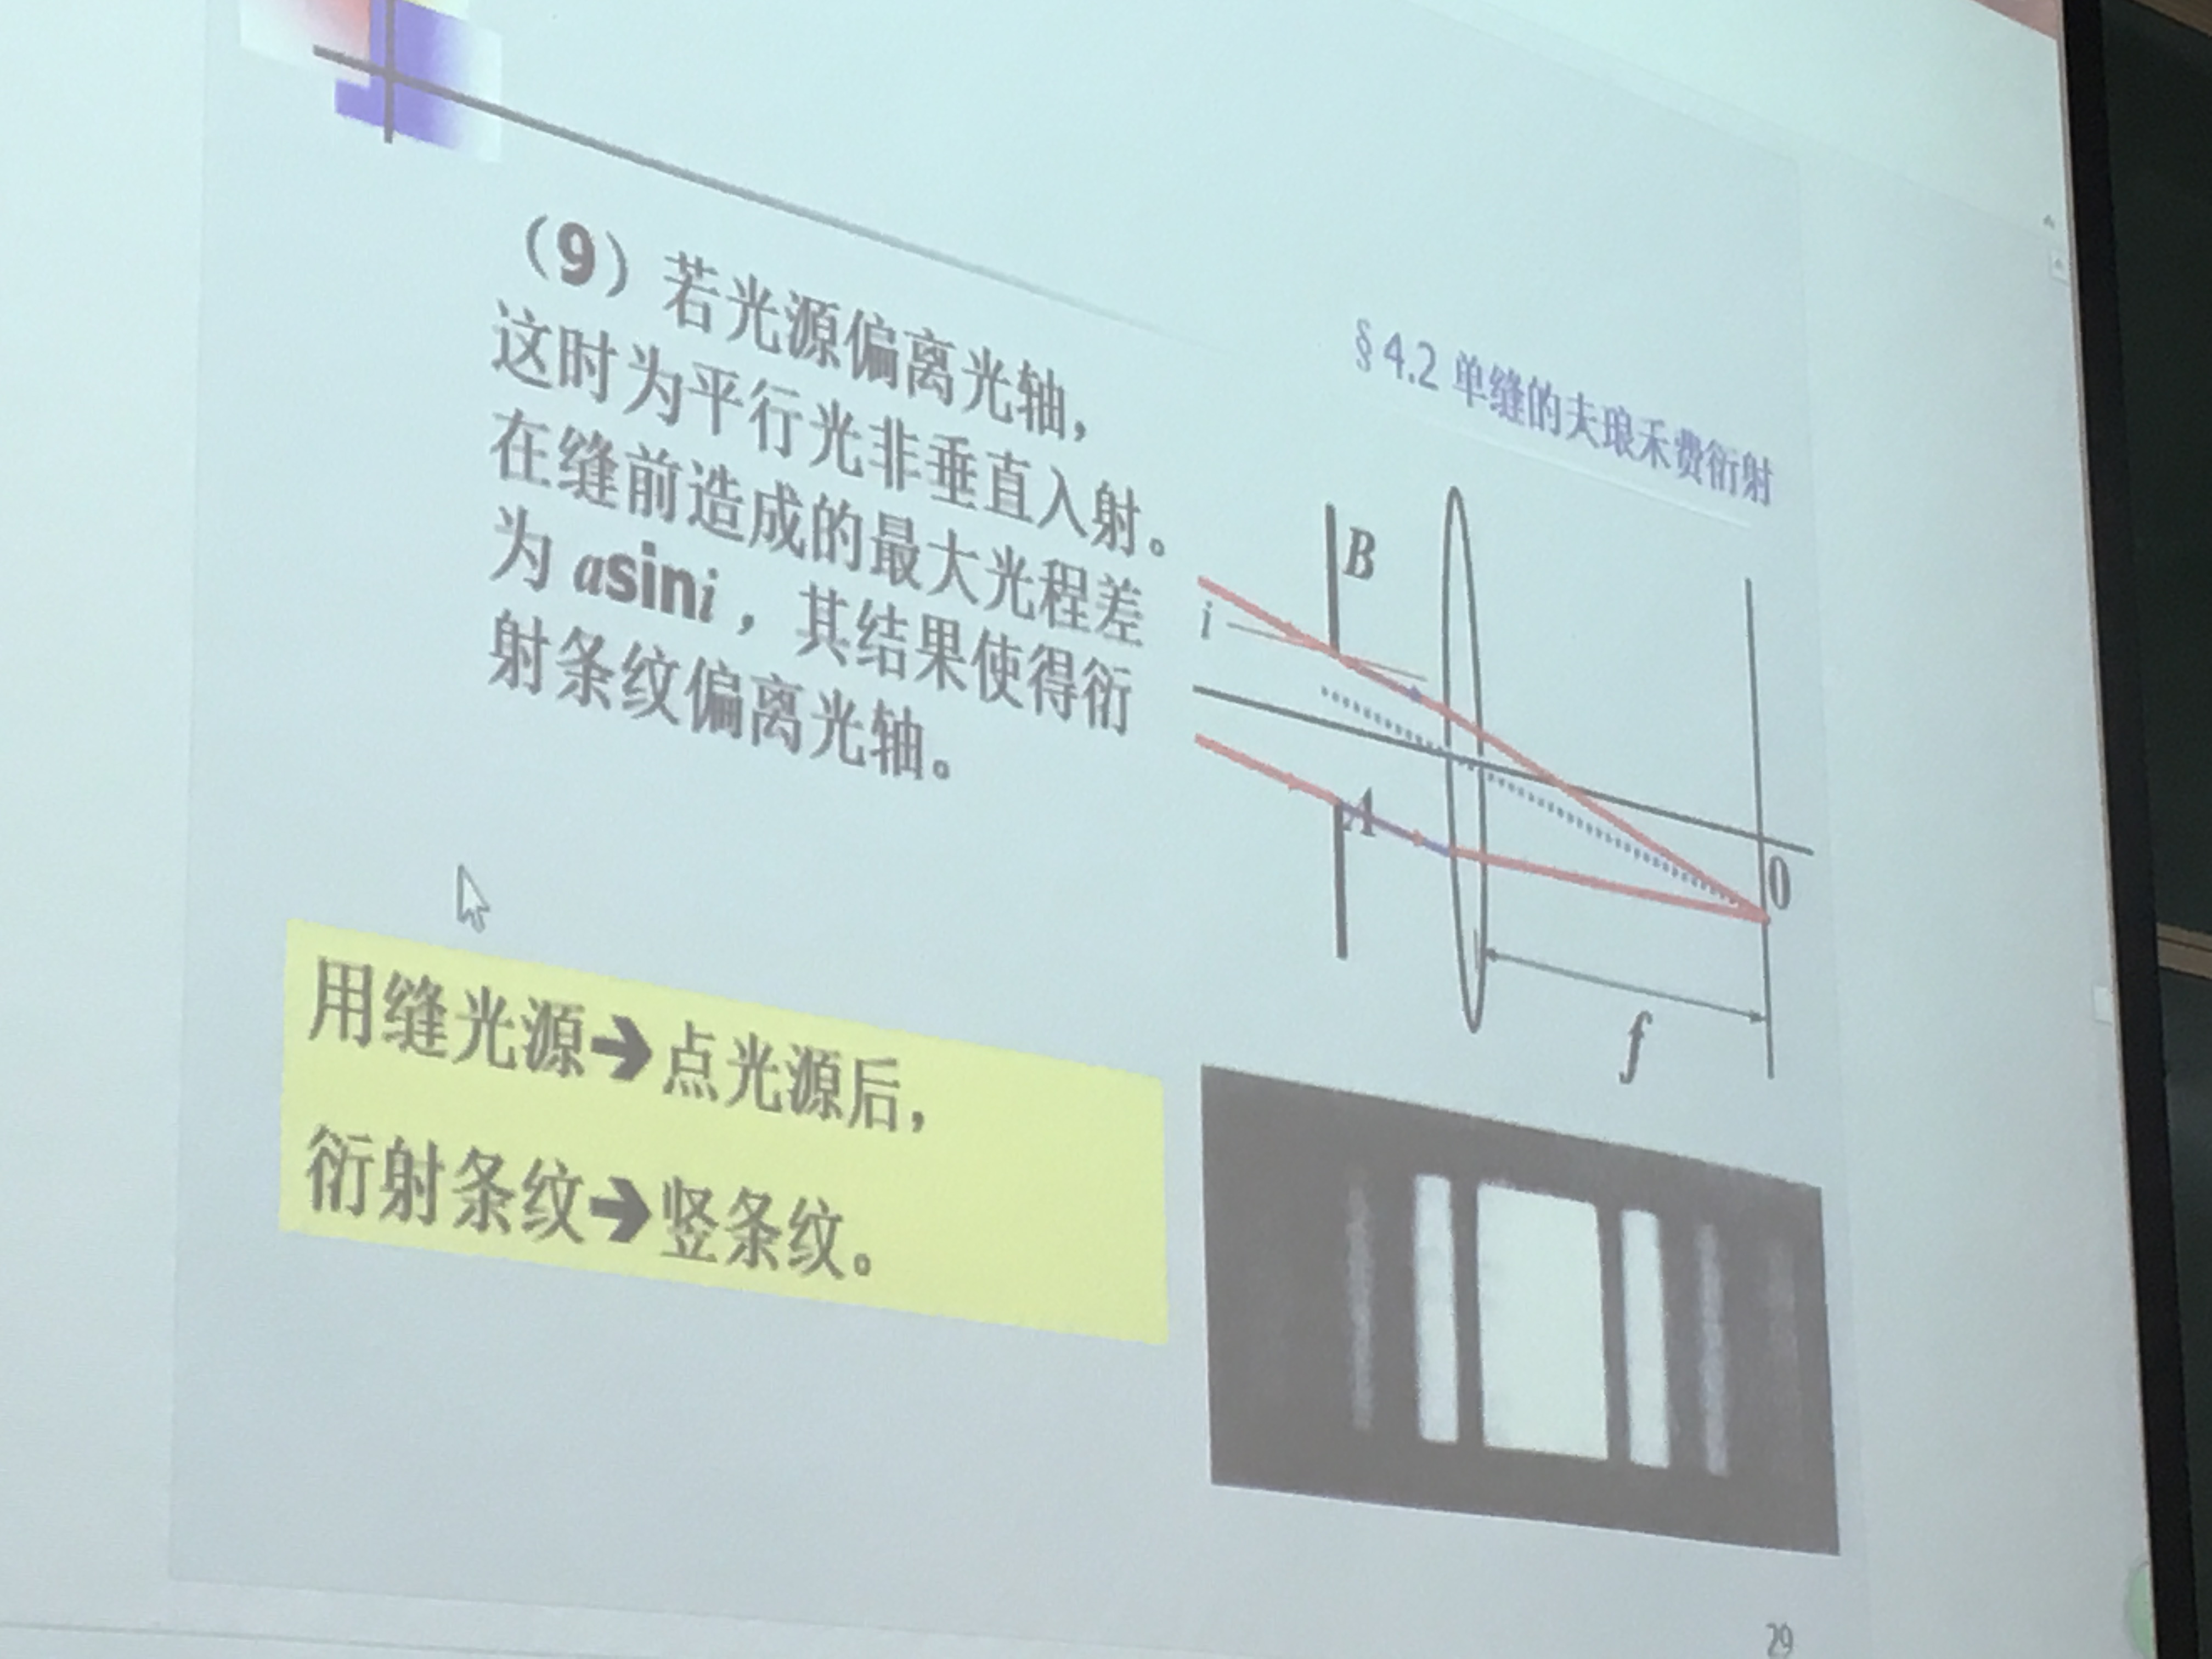 （9）若光源偏离光轴，
这时为平行光非垂直入射。
在缝前造成的最大光程差
为 asini，其结果使得衍
射条纹偏离光轴。
§4.2 单缝的夫琅禾费衍射
B
i
A
0
f
用缝光源➔点光源后，
衍射条纹➔竖条纹。
29